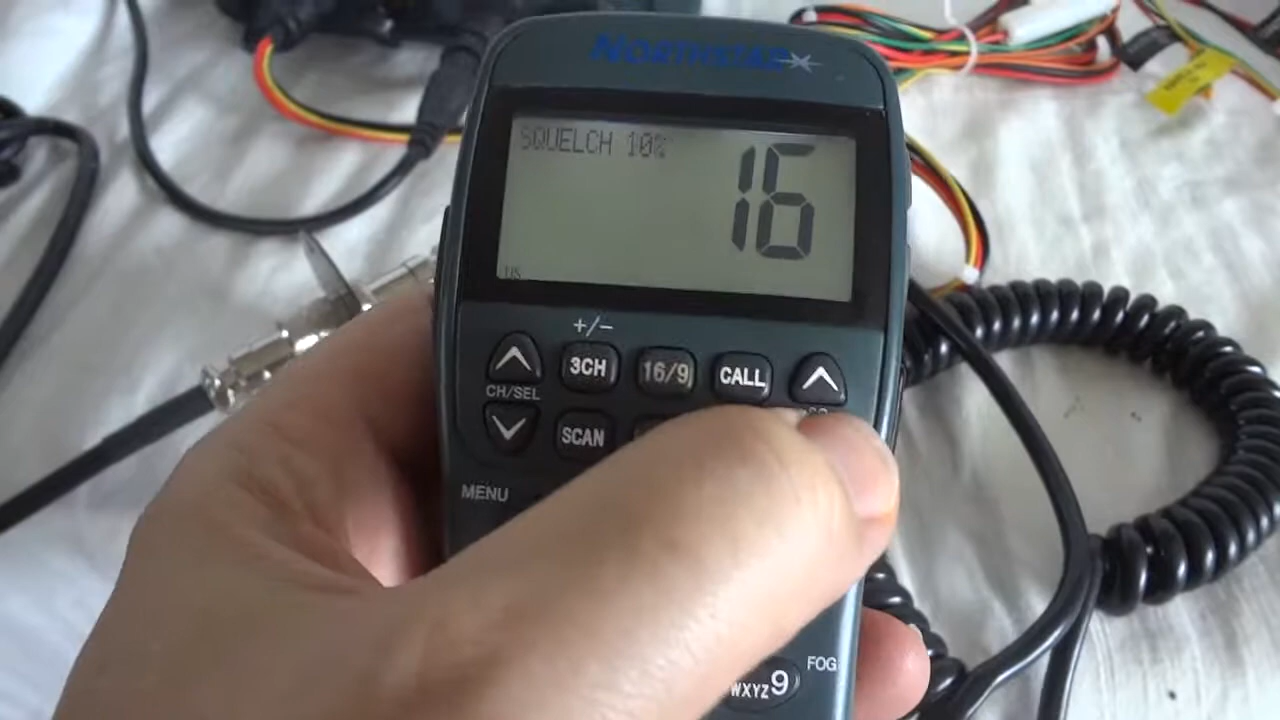 NORTHSTAR
SQUELCH 10%
16
US
+/-
3CH
16/9
CALL
CH/SEL
SCAN
MENU
FOG
WXYZ9